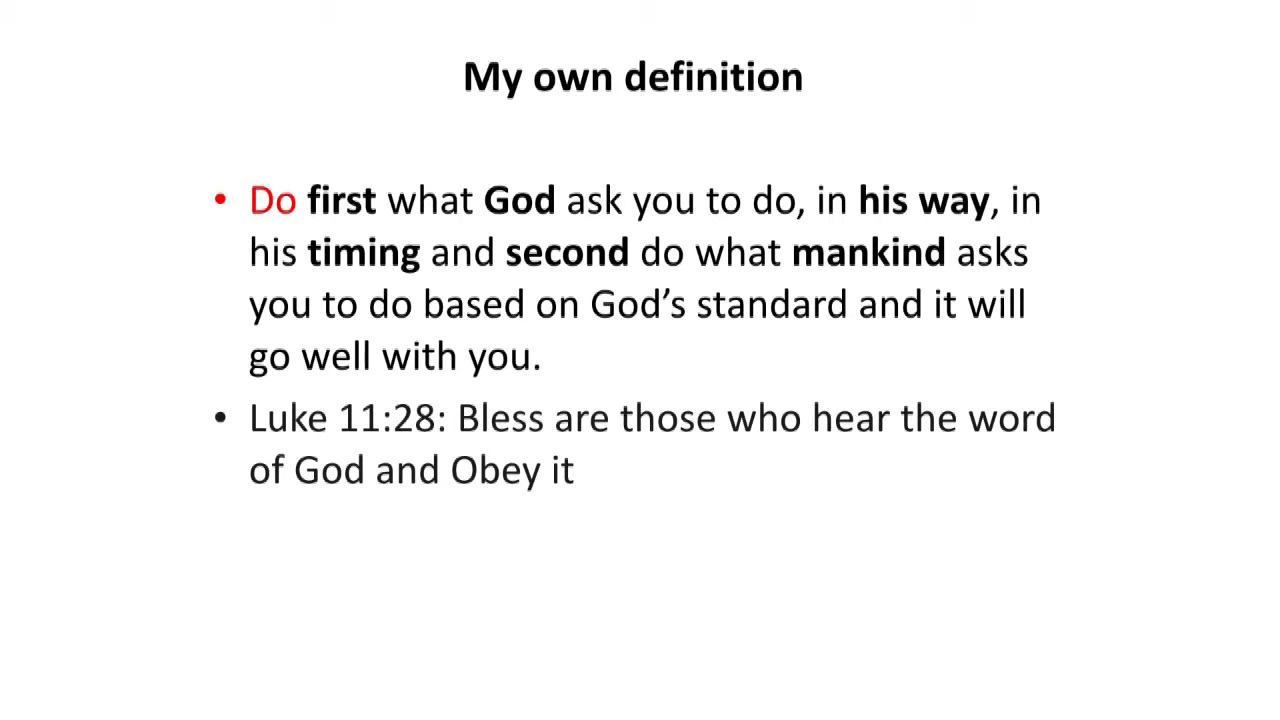 My own definition
• Do first what God ask you to do, in his way, in
his timing and second do what mankind asks
you to do based on God’s standard and it will
go well with you.
• Luke 11:28: Bless are those who hear the word
of God and Obey it